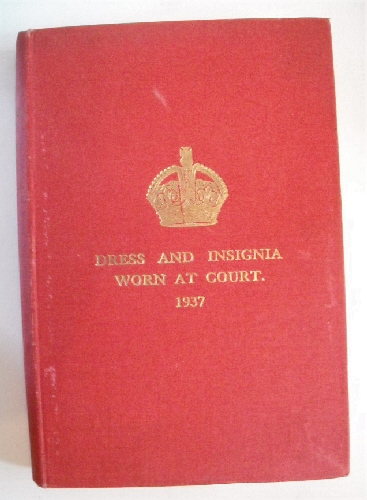 DRESS AND INSIGNIA
WORN AT COURT.
1937